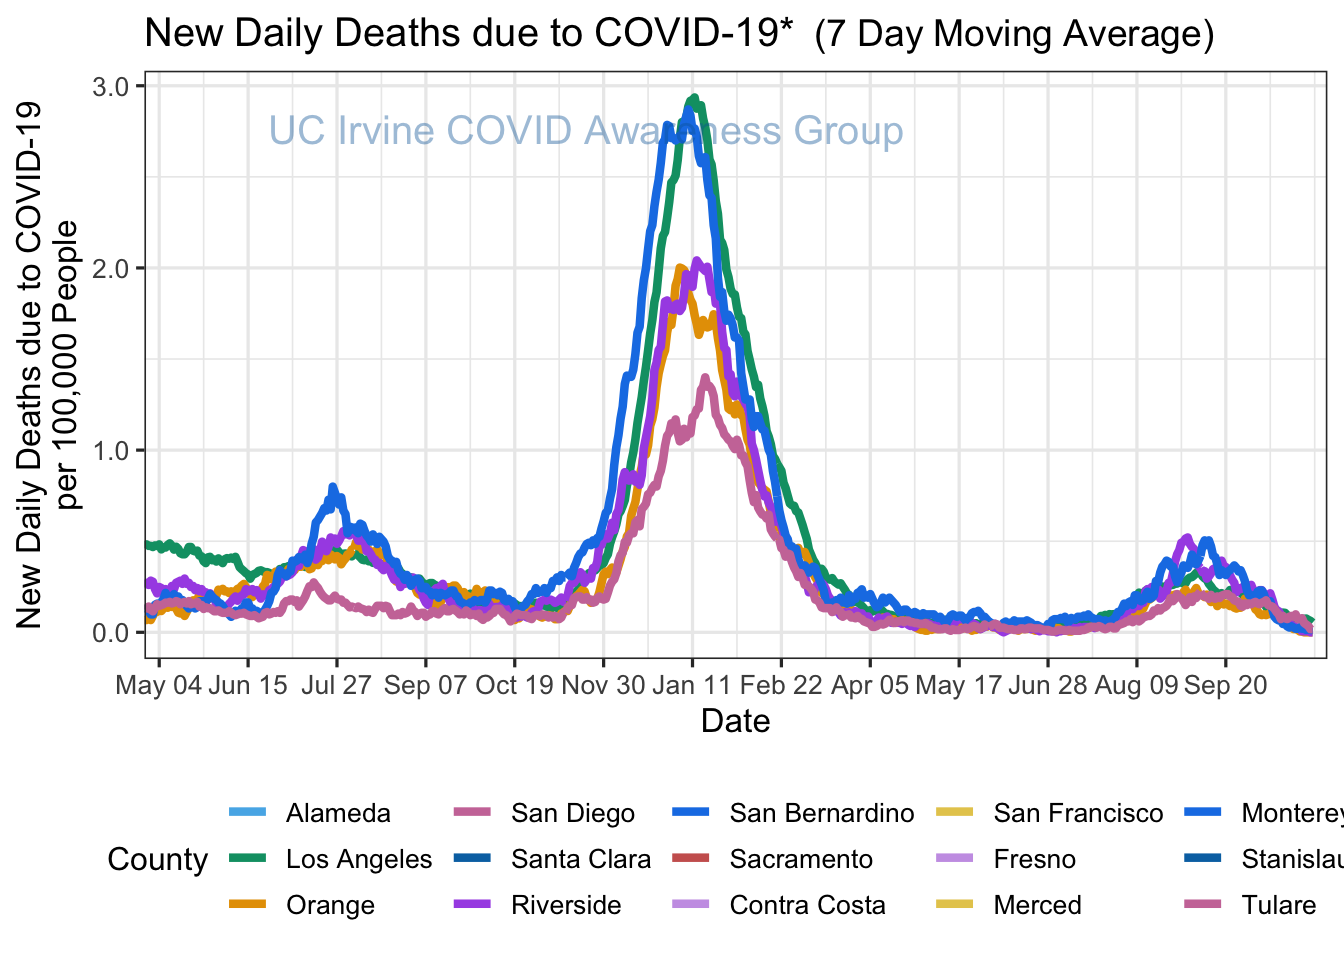 New Daily Deaths due to COVID-19* (7 Day Moving Average)
New Daily Deaths due to COVID-19
per 100,000 People
3.0
2.0
1.0
0.0
UC Irvine COVID Awareness Group
May 04 Jun 15 Jul 27 Sep 07 Oct 19 Nov 30 Jan 11 Feb 22 Apr 05 May 17 Jun 28 Aug 09 Sep 20
Date
County
Alameda San Diego San Bernardino San Francisco Monterey
Los Angeles Santa Clara Sacramento Fresno Stanislau
Orange Riverside Contra Costa Merced Tulare